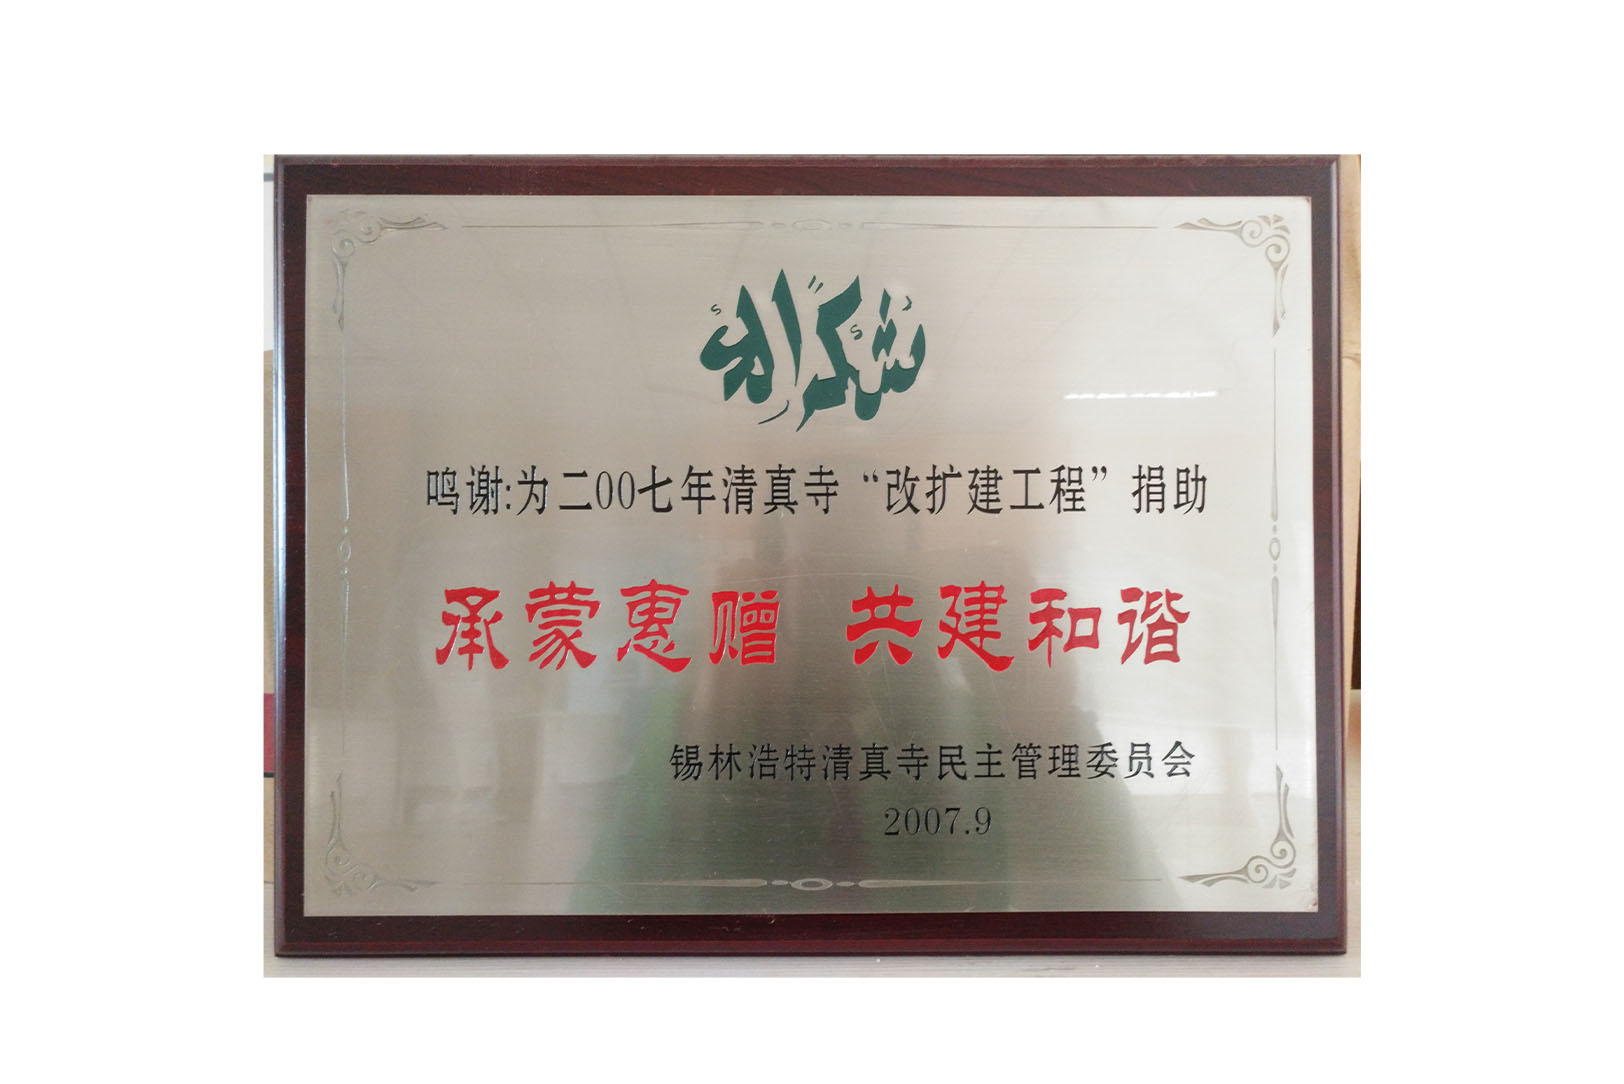 شكرا
鸣谢:为二00七年清真寺“改扩建工程”捐助
承蒙惠赠 共建和谐
锡林浩特清真寺民主管理委员会
2007.9